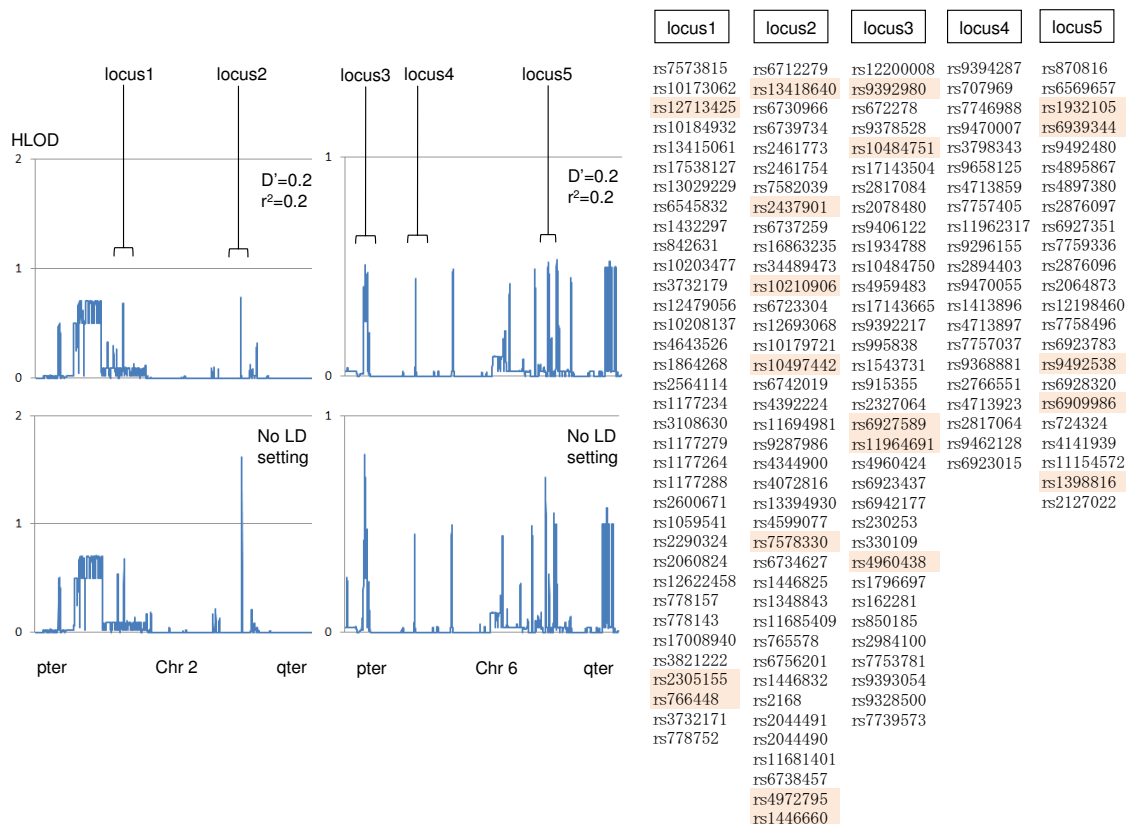 locus1 locus2
locus3 locus4 locus5
HLOD
2
1
0
D'=0.2
r²=0.2
1
0
D'=0.2
r²=0.2
2
1
0
No LD
setting
1
0
No LD
setting
pter Chr 2 qter
pter Chr 6 qter
locus1
rs7573815
rs10173062
rs12713425
rs10184932
rs13415061
rs17538127
rs13029229
rs6545832
rs1432297
rs842631
rs10203477
rs3732179
rs12479056
rs10208137
rs4643526
rs1864268
rs2564114
rs1177234
rs3108630
rs1177279
rs1177264
rs1177288
rs2600671
rs1059541
rs2290324
rs2060824
rs12622458
rs778157
rs778143
rs17008940
rs3821222
rs2305155
rs766448
rs3732171
rs778752
locus2
rs6712279
rs13418640
rs6730966
rs6739734
rs2461773
rs2461754
rs7582039
rs2437901
rs6737259
rs16863235
rs34489473
rs10210906
rs6723304
rs12693068
rs10179721
rs10497442
rs6742019
rs4392224
rs11694981
rs9287986
rs4344900
rs4072816
rs13394930
rs4599077
rs7578330
rs6734627
rs1446825
rs1348843
rs11685409
rs765578
rs6756201
rs1446832
rs2168
rs2044491
rs2044490
rs11681401
rs6738457
rs4972795
rs1446660
locus3
rs12200008
rs9392980
rs672278
rs9378528
rs10484751
rs17143504
rs2817084
rs2078480
rs9406122
rs1934788
rs10484750
rs4959483
rs17143665
rs9392217
rs995838
rs1543731
rs915355
rs2327064
rs6927589
rs11964691
rs4960424
rs6923437
rs6942177
rs230253
rs330109
rs4960438
rs1796697
rs162281
rs850185
rs2984100
rs7753781
rs9393054
rs9328500
rs7739573
locus4
rs9394287
rs707969
rs7746988
rs9470007
rs3798343
rs9658125
rs4713859
rs7757405
rs11962317
rs9296155
rs2894403
rs9470055
rs1413896
rs4713897
rs7757037
rs9368881
rs2766551
rs4713923
rs2817064
rs9462128
rs6923015
locus5
rs870816
rs6569657
rs1932105
rs6939344
rs9492480
rs4895867
rs4897380
rs2876097
rs6927351
rs7759336
rs2876096
rs2064873
rs12198460
rs7758496
rs6923783
rs9492538
rs6928320
rs6909986
rs724324
rs4141939
rs11154572
rs1398816
rs2127022